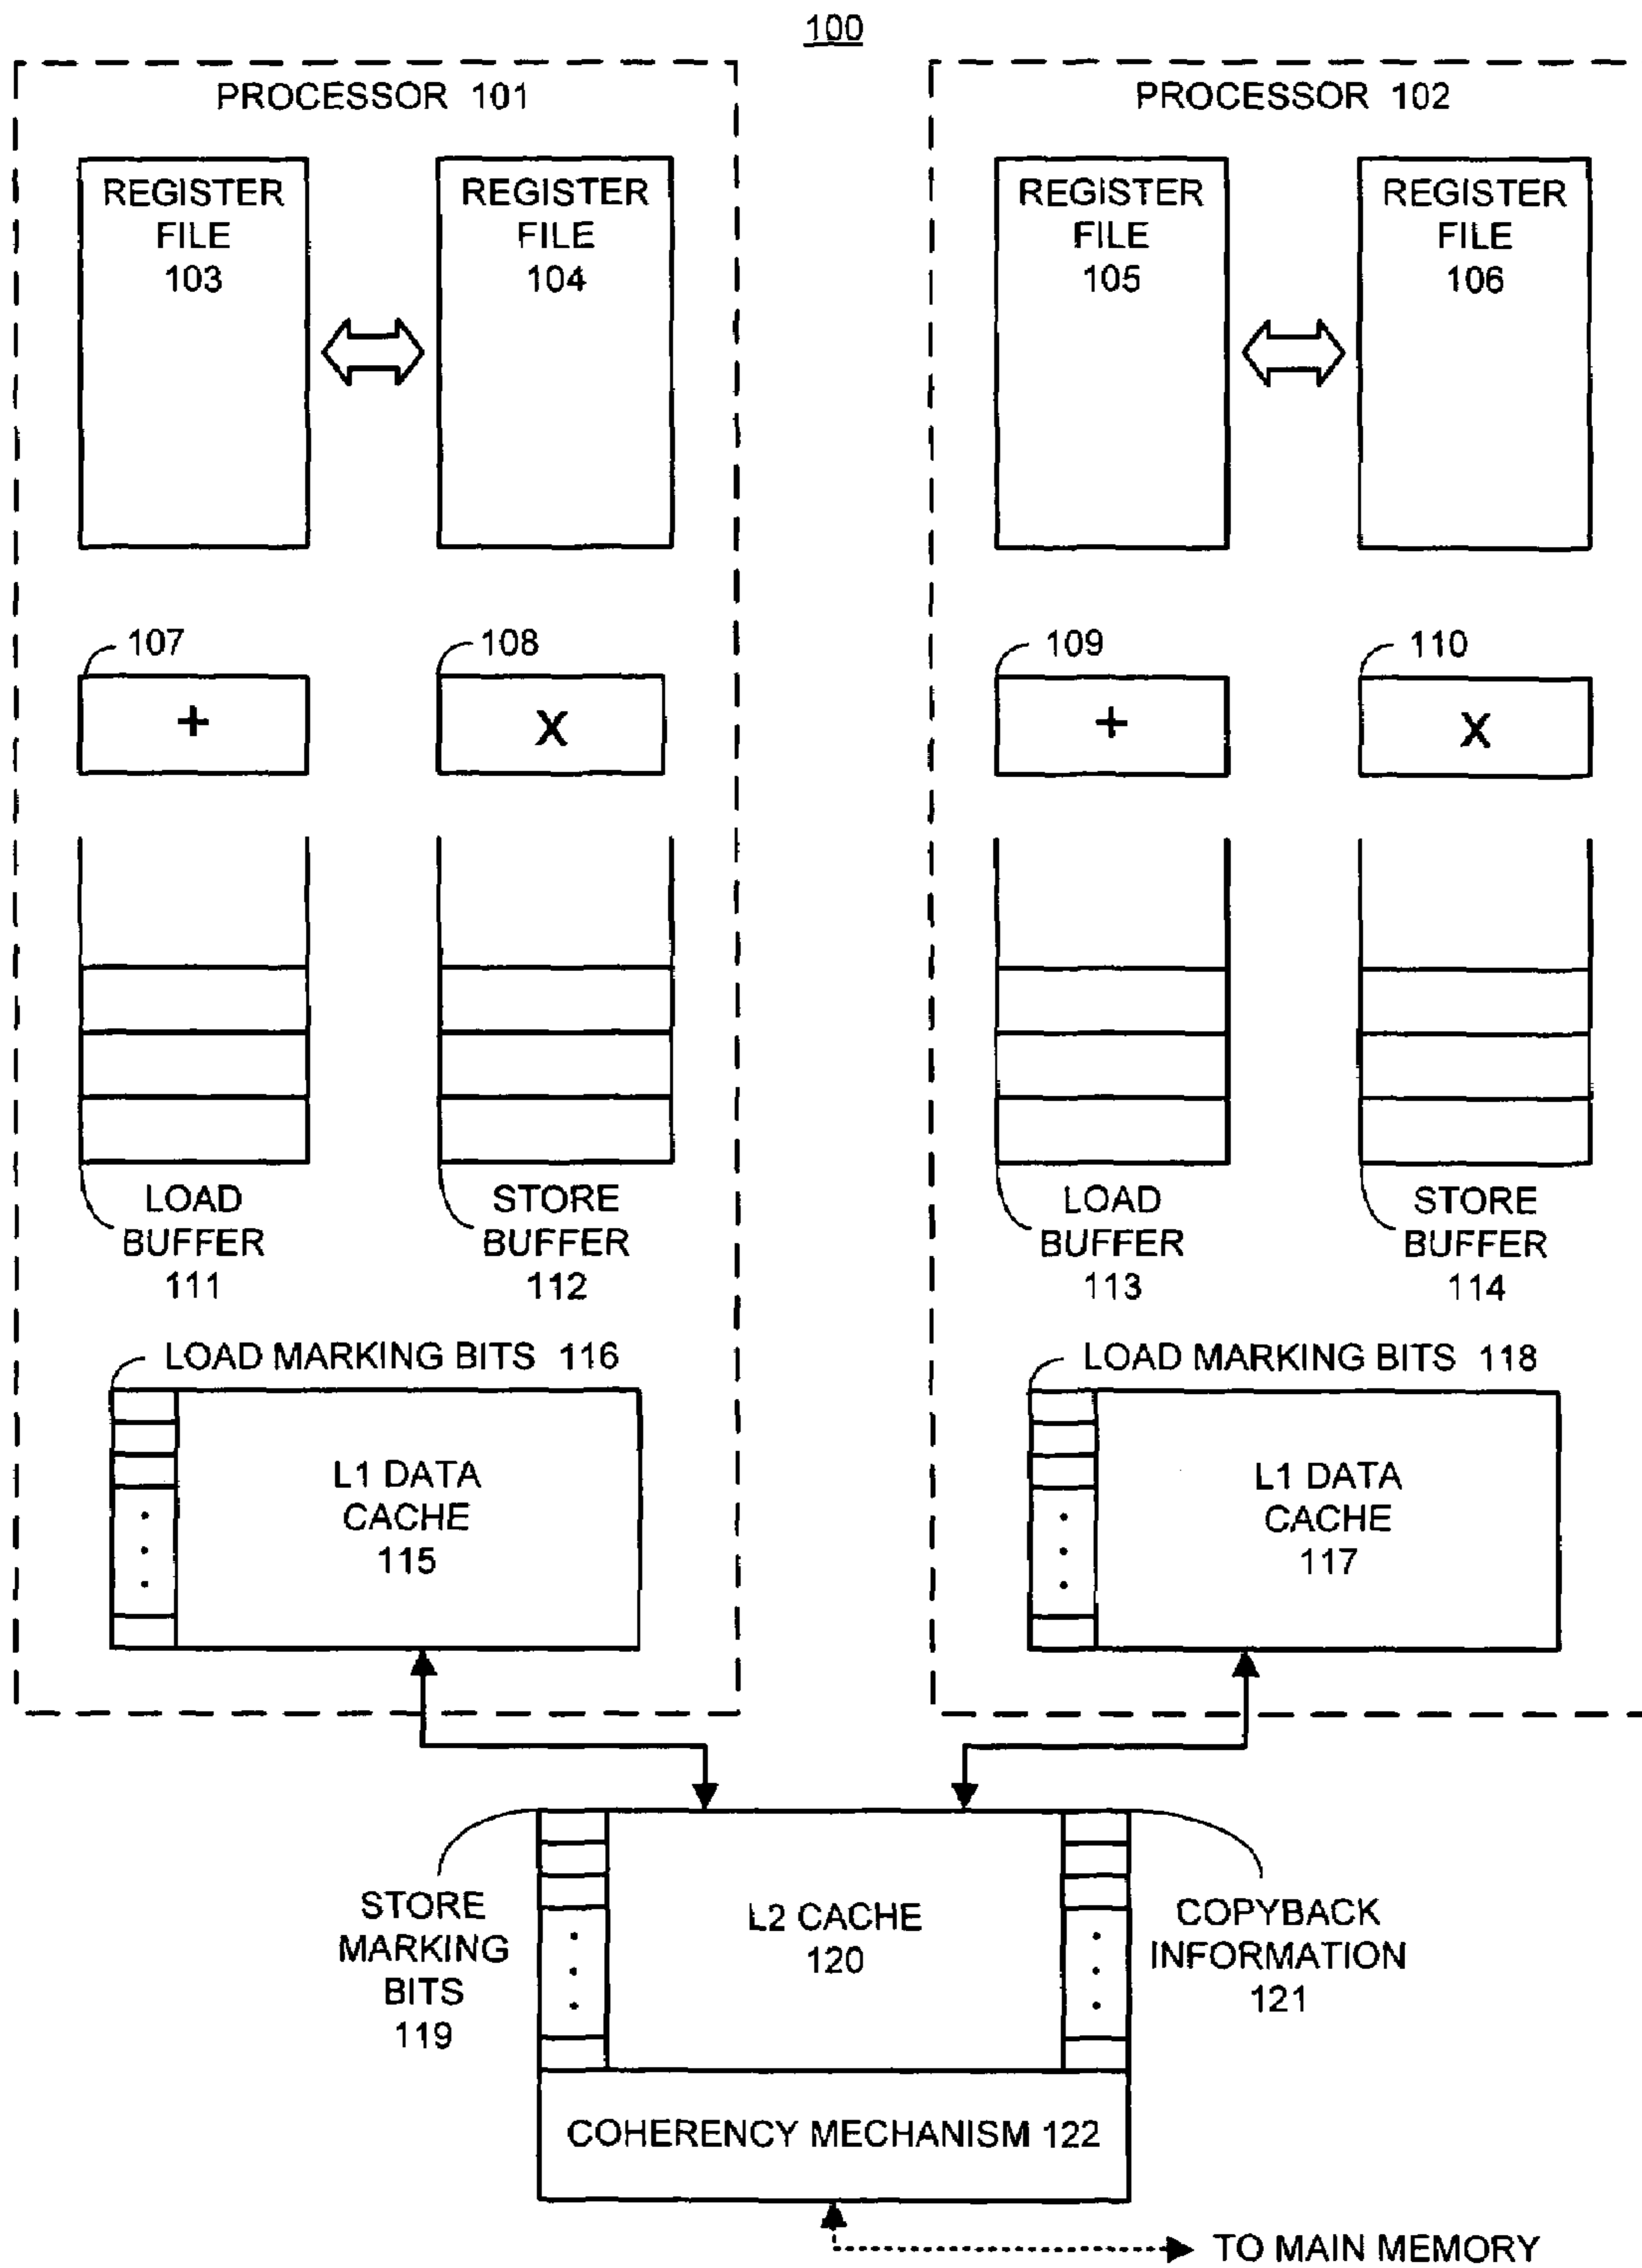 100
PROCESSOR 101
REGISTER
FILE
103
REGISTER
FILE
104
107
+
108
X
LOAD
BUFFER
111
STORE
BUFFER
112
LOAD MARKING BITS 116
L1 DATA
CACHE
115
PROCESSOR 102
REGISTER
FILE
105
REGISTER
FILE
106
109
+
110
X
LOAD
BUFFER
113
STORE
BUFFER
114
LOAD MARKING BITS 118
L1 DATA
CACHE
117
STORE
MARKING
BITS
119
L2 CACHE
120
COPYBACK
INFORMATION
121
COHERENCY MECHANISM 122
TO MAIN MEMORY